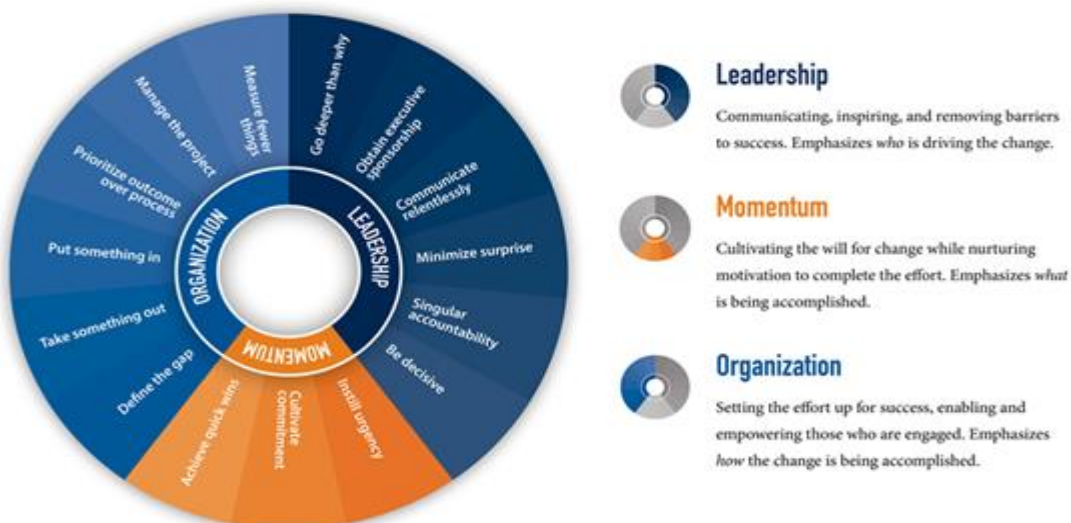 Go deeper than why
Obtain executive
sponsorship
Communicate
relentlessly
Minimize surprise
Singular
accountability
Be decisive
Instill urgency
Cultivate
commitment
Achieve quick wins
Define the gap
Take something out
Put something in
Prioritize outcome
over process
Manage the project
Measure fewer
things
LEADERSHIP
MOMENTUM
ORGANIZATION
Leadership
Communicating, inspiring, and removing barriers
to success. Emphasizes who is driving the change.
Momentum
Cultivating the will for change while nurturing
motivation to complete the effort. Emphasizes what
is being accomplished.
Organization
Setting the effort up for success, enabling and
empowering those who are engaged. Emphasizes
how the change is being accomplished.